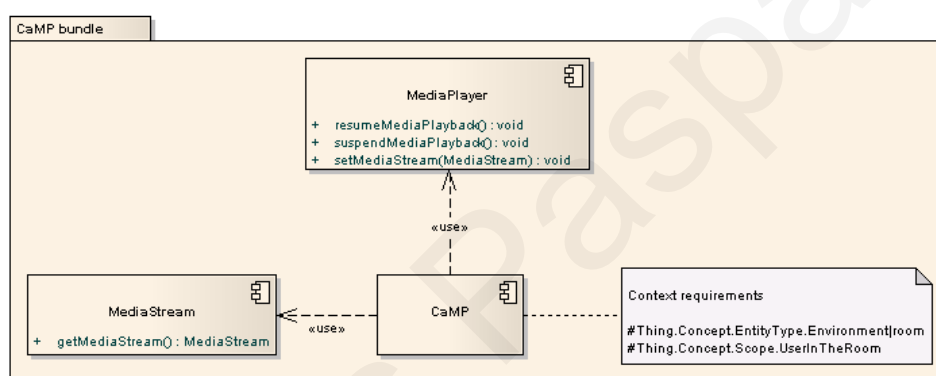 CaMP bundle
MediaPlayer
+ resumeMediaPlayback() : void
+ suspendMediaPlayback() : void
+ setMediaStream(MediaStream) : void
«use»
MediaStream
+ getMediaStream() : MediaStream
«use»
CaMP
Context requirements
#Thing.Concept.EntityType.Environment|room
#Thing.Concept.Scope.UserInTheRoom
s Paspa